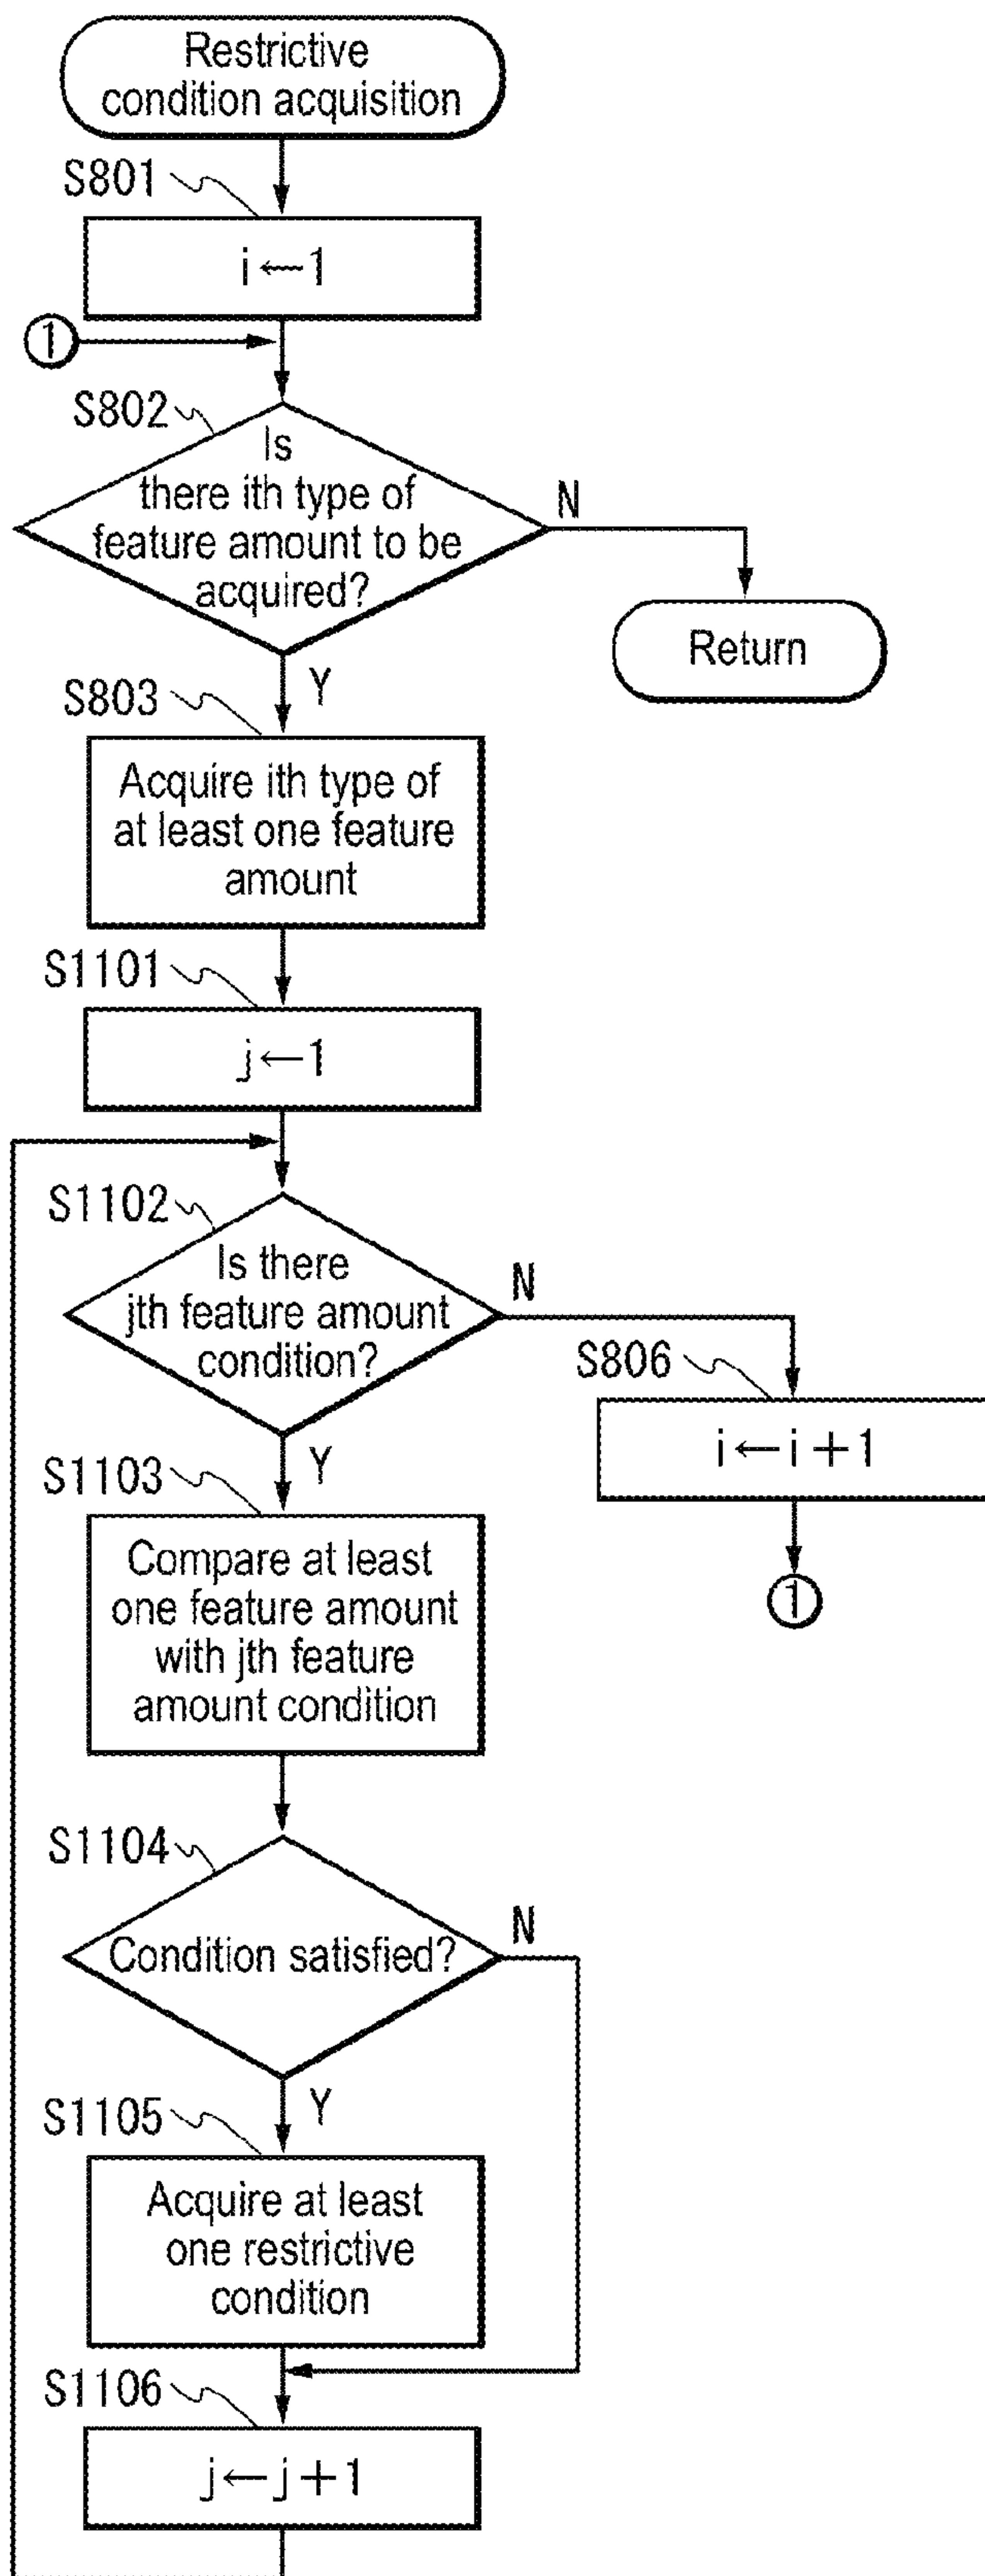 Restrictive
condition acquisition
S801
i←1
1
S802
Is
there ith type of
feature amount to be
acquired?
N
Return
Y
S803
Acquire ith type of
at least one feature
amount
S1101
j←1
S1102
Is there
jth feature amount
condition?
N
S806
i←i+1
1
Y
S1103
Compare at least
one feature amount
with jth feature
amount condition
S1104
Condition satisfied?
N
Y
S1105
Acquire at least
one restrictive
condition
S1106
j←j+1